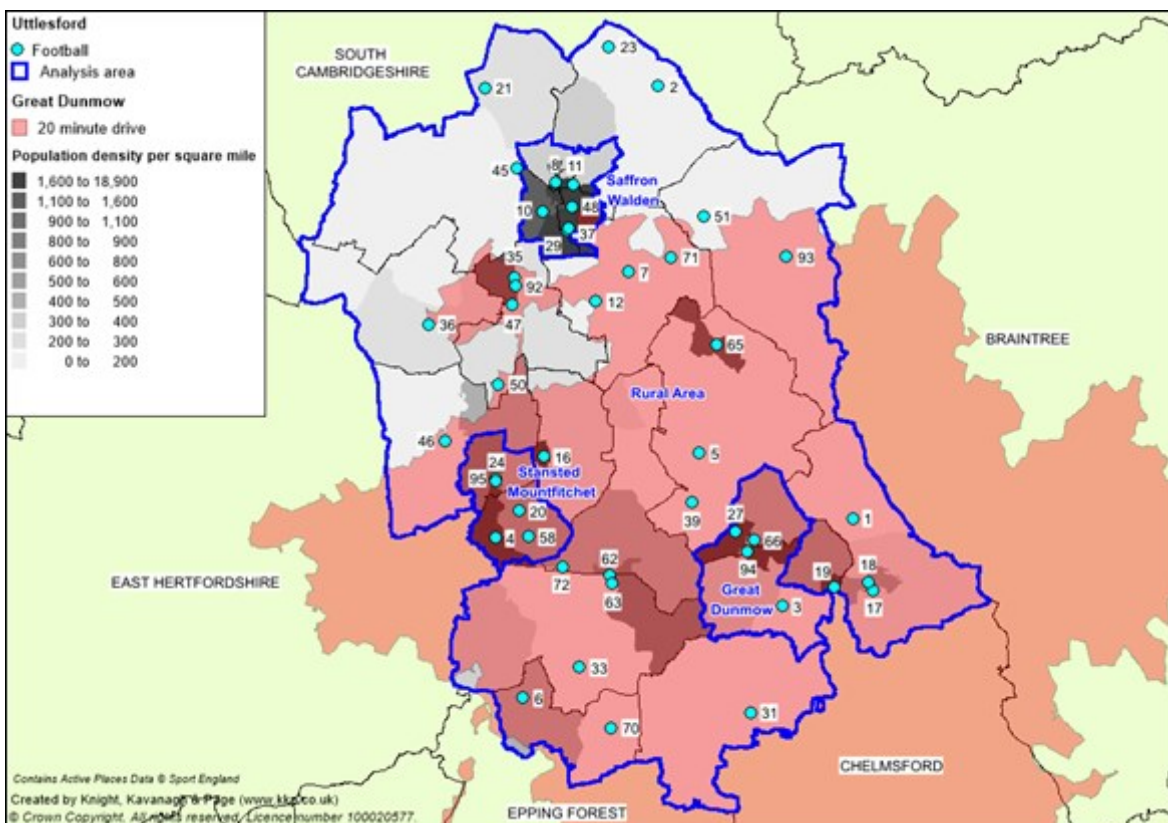 Uttlesford
Football
Analysis area
Great Dunmow
20 minute drive
Population density per square mile
1,600 to 18,900
1,100 to 1,600
900 to 1,100
800 to 900
600 to 800
500 to 600
400 to 500
300 to 400
200 to 300
0 to 200
SOUTH
CAMBRIDGESHIRE
23
21
2
45
11
Saffron
Walden
10
48
51
37
29
35
71
93
7
92
12
47
36
BRAINTREE
65
50
Rural Area
46
24
16
5
95
Stansted
Mountfitchet
20
39
27
1
4
58
66
EAST HERTFORDSHIRE
72
62
94
19
18
63
Great
Dunmow
3
17
33
6
31
70
CHELMSFORD
EPPING FOREST
Contains Active Places Data © Sport England
Created by Knight, Kavanagh & Page (www.kkp.co.uk)
© Crown Copyright. All rights reserved. Licence number 100020577.